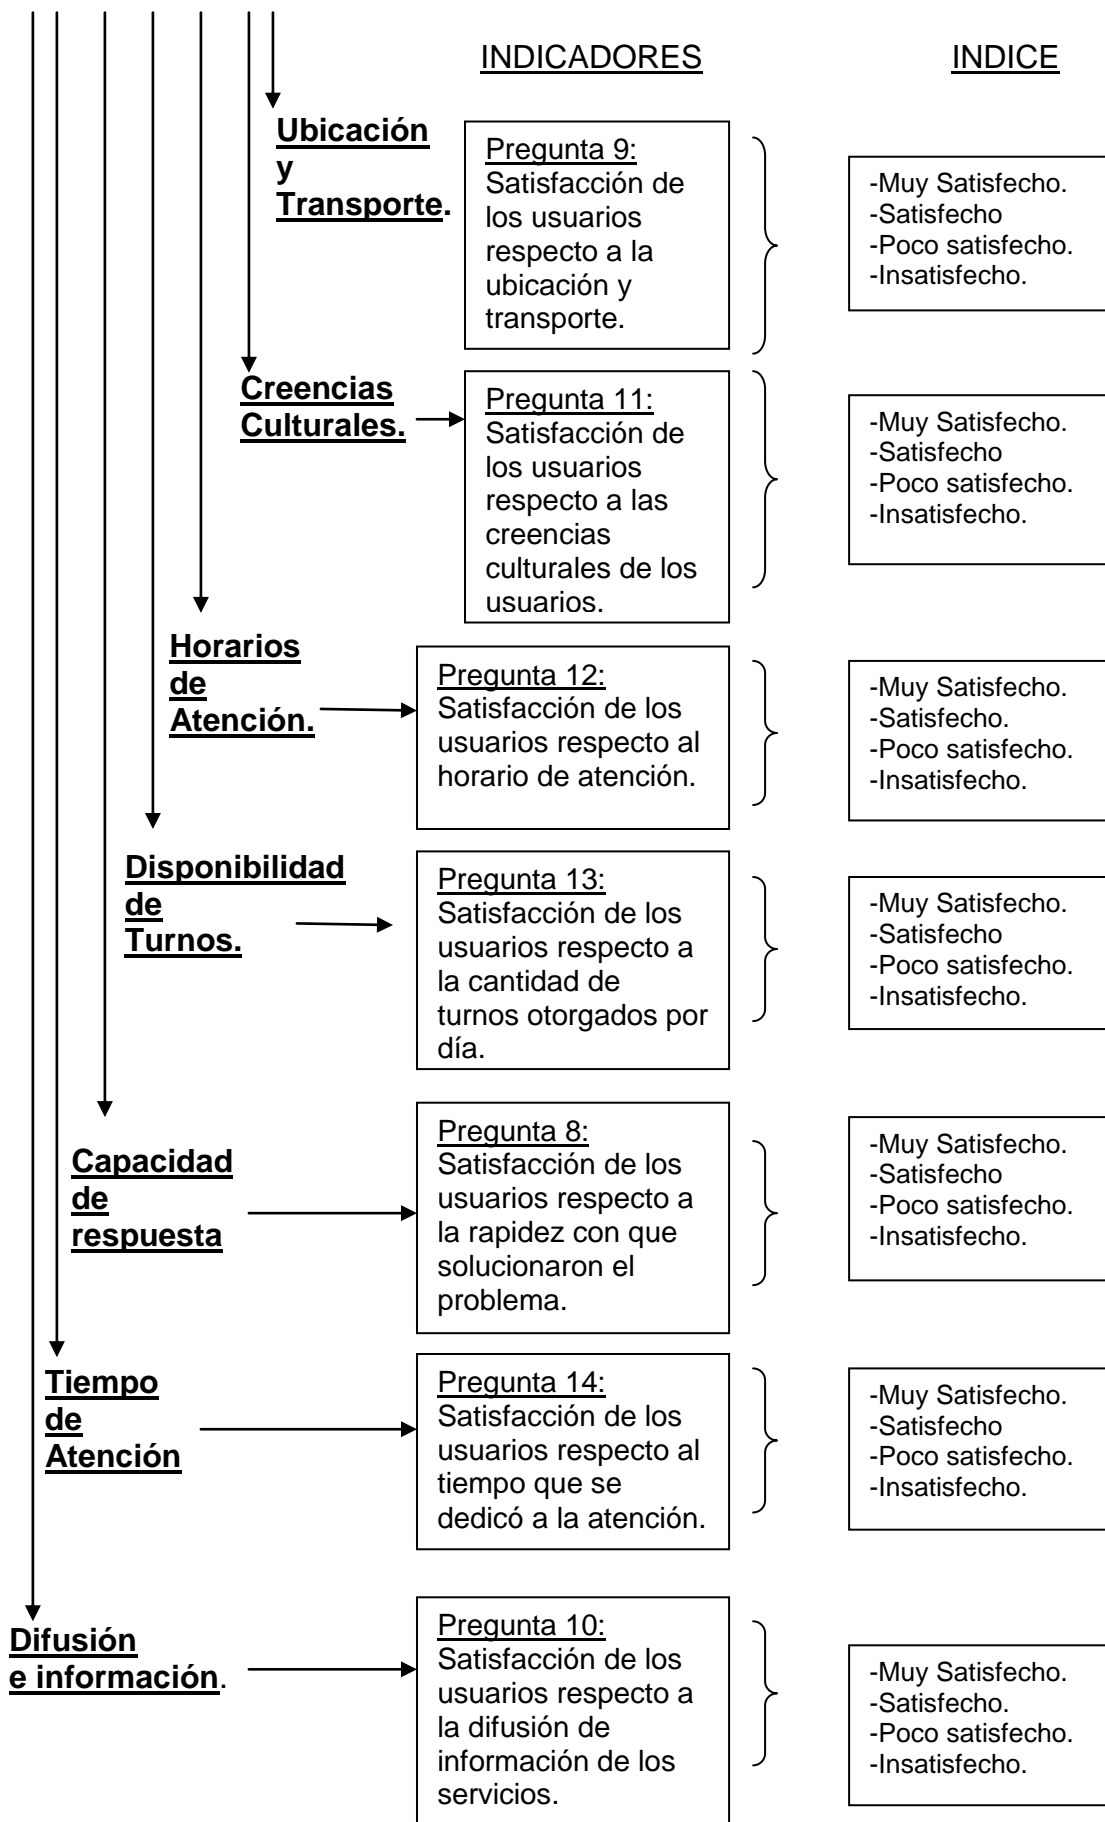 INDICADORES
INDICE
Ubicación
y
Transporte.
Pregunta 9:
Satisfacción de
los usuarios
respecto a la
ubicación y
transporte.
-Muy Satisfecho.
-Satisfecho
-Poco satisfecho.
-Insatisfecho.
Creencias
Culturales.
Pregunta 11:
Satisfacción de
los usuarios
respecto a las
creencias
culturales de los
usuarios.
-Muy Satisfecho.
-Satisfecho
-Poco satisfecho.
-Insatisfecho.
Horarios
de
Atención.
Pregunta 12:
Satisfacción de los
usuarios respecto al
horario de atención.
-Muy Satisfecho.
-Satisfecho.
-Poco satisfecho.
-Insatisfecho.
Disponibilidad
de
Turnos.
Pregunta 13:
Satisfacción de los
usuarios respecto a
la cantidad de
turnos otorgados por
día.
-Muy Satisfecho.
-Satisfecho
-Poco satisfecho.
-Insatisfecho.
Capacidad
de
respuesta
Pregunta 8:
Satisfacción de los
usuarios respecto a
la rapidez con que
solucionaron el
problema.
-Muy Satisfecho.
-Satisfecho
-Poco satisfecho.
-Insatisfecho.
Tiempo
de
Atención
Pregunta 14:
Satisfacción de los
usuarios respecto al
tiempo que se
dedicó a la atención.
-Muy Satisfecho.
-Satisfecho
-Poco satisfecho.
-Insatisfecho.
Difusión
e información.
Pregunta 10:
Satisfacción de los
usuarios respecto a
la difusión de
información de los
servicios.
-Muy Satisfecho.
-Satisfecho.
-Poco satisfecho.
-Insatisfecho.